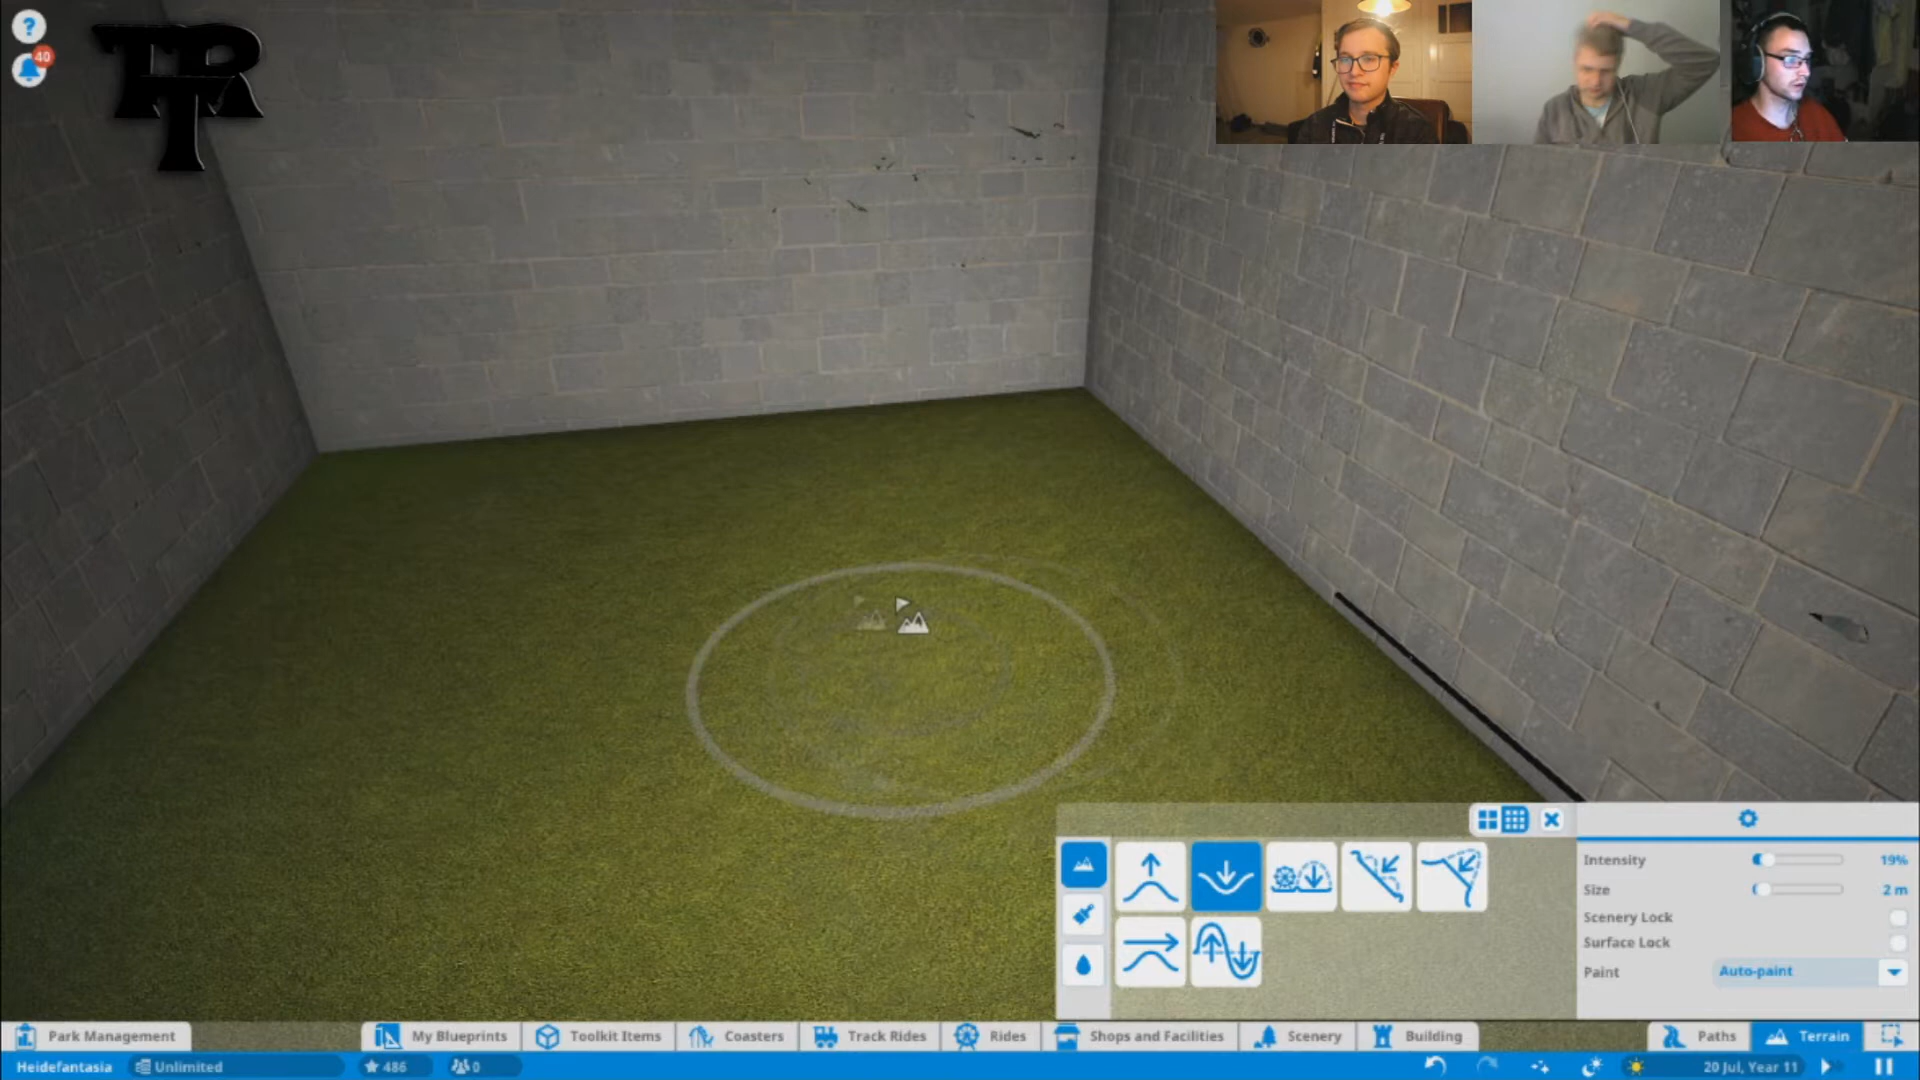 ?
40
TRT
Intensity 19%
Size 2 m
Scenery Lock
Surface Lock
Paint Auto-paint
Park Management My Blueprints Toolkit Items Coasters Track Rides Rides Shops and Facilities Scenery Building Paths Terrain
Heidefantasia Unlimited 486 0 20 Jul, Year 11